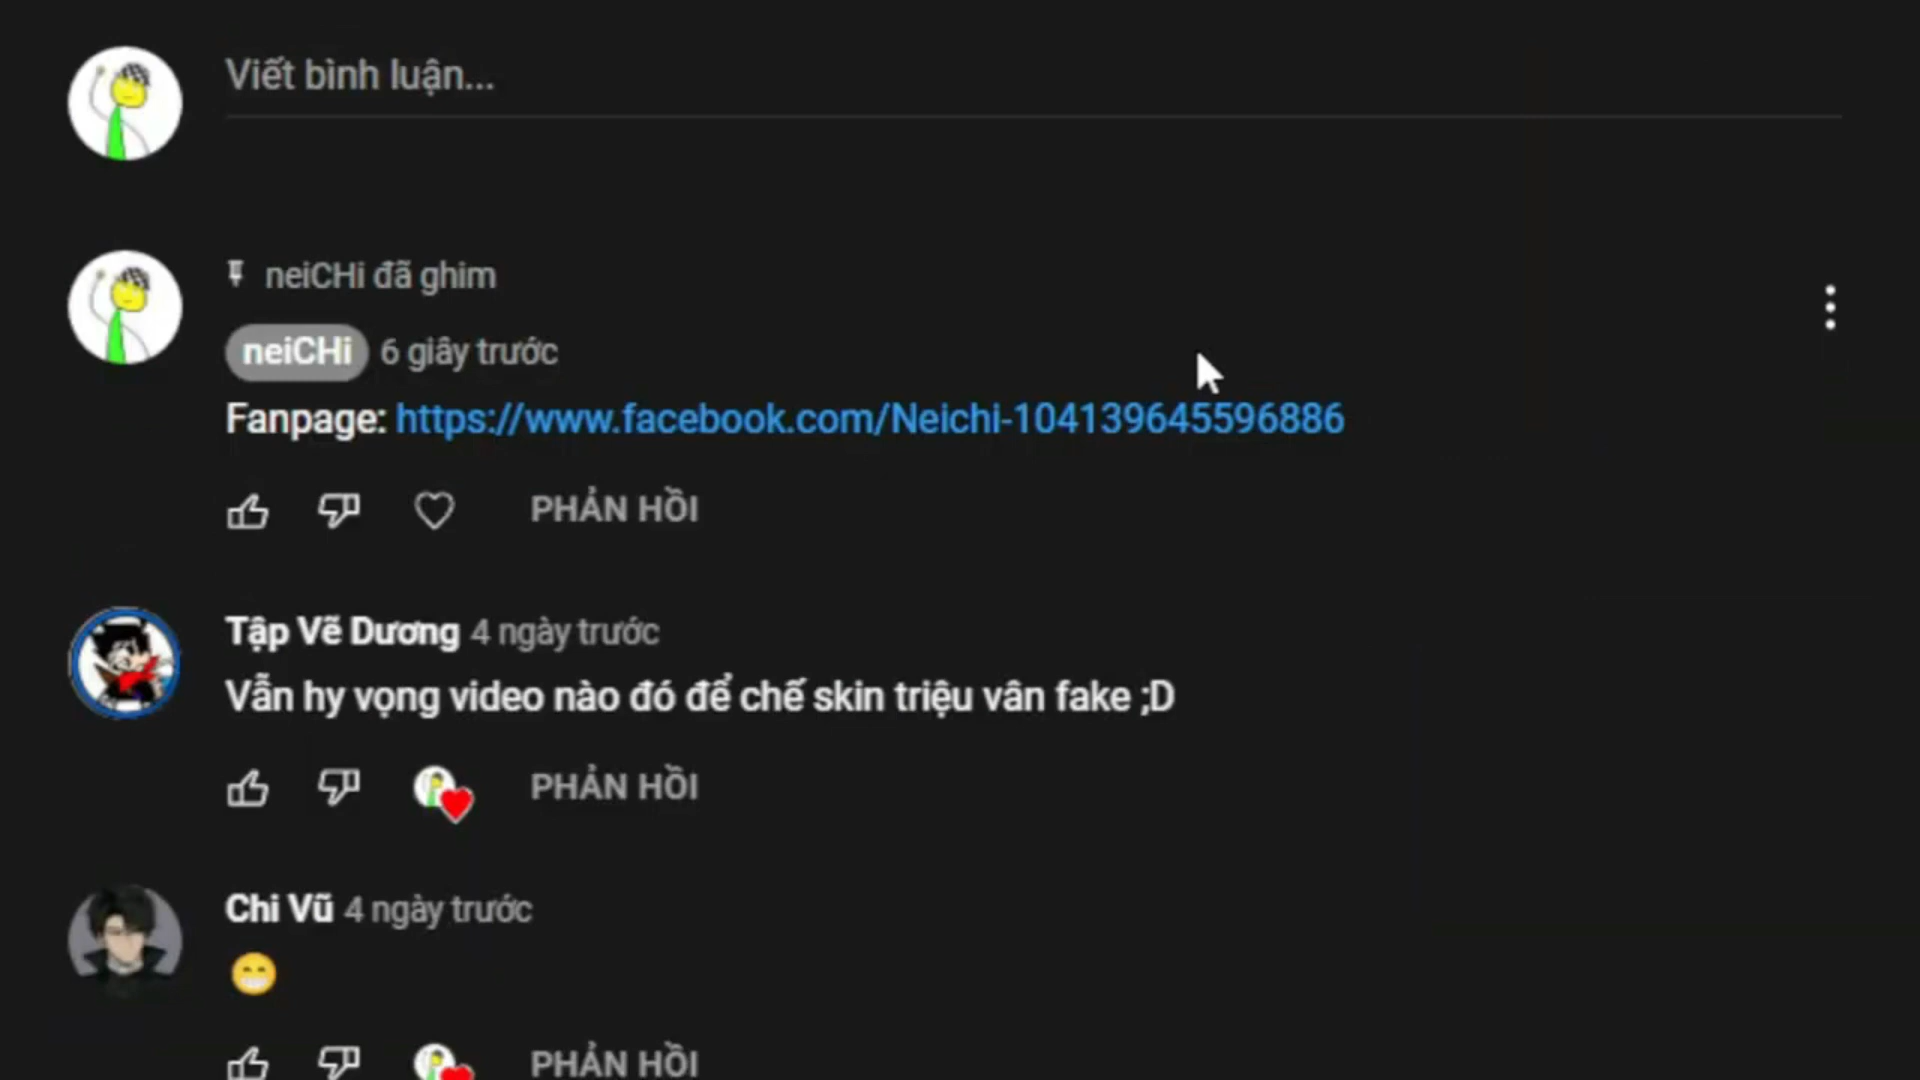 Viết bình luận...
neiCHi đã ghim
neiCHi 6 giây trước
Fanpage: https://www.facebook.com/Neichi-104139645596886
PHẢN HỒI
Tập Vẽ Dương 4 ngày trước
Vẫn hy vọng video nào đó để chế skin triệu vân fake ;D
PHẢN HỒI
Chi Vũ 4 ngày trước
😁
PHẢN HỒI